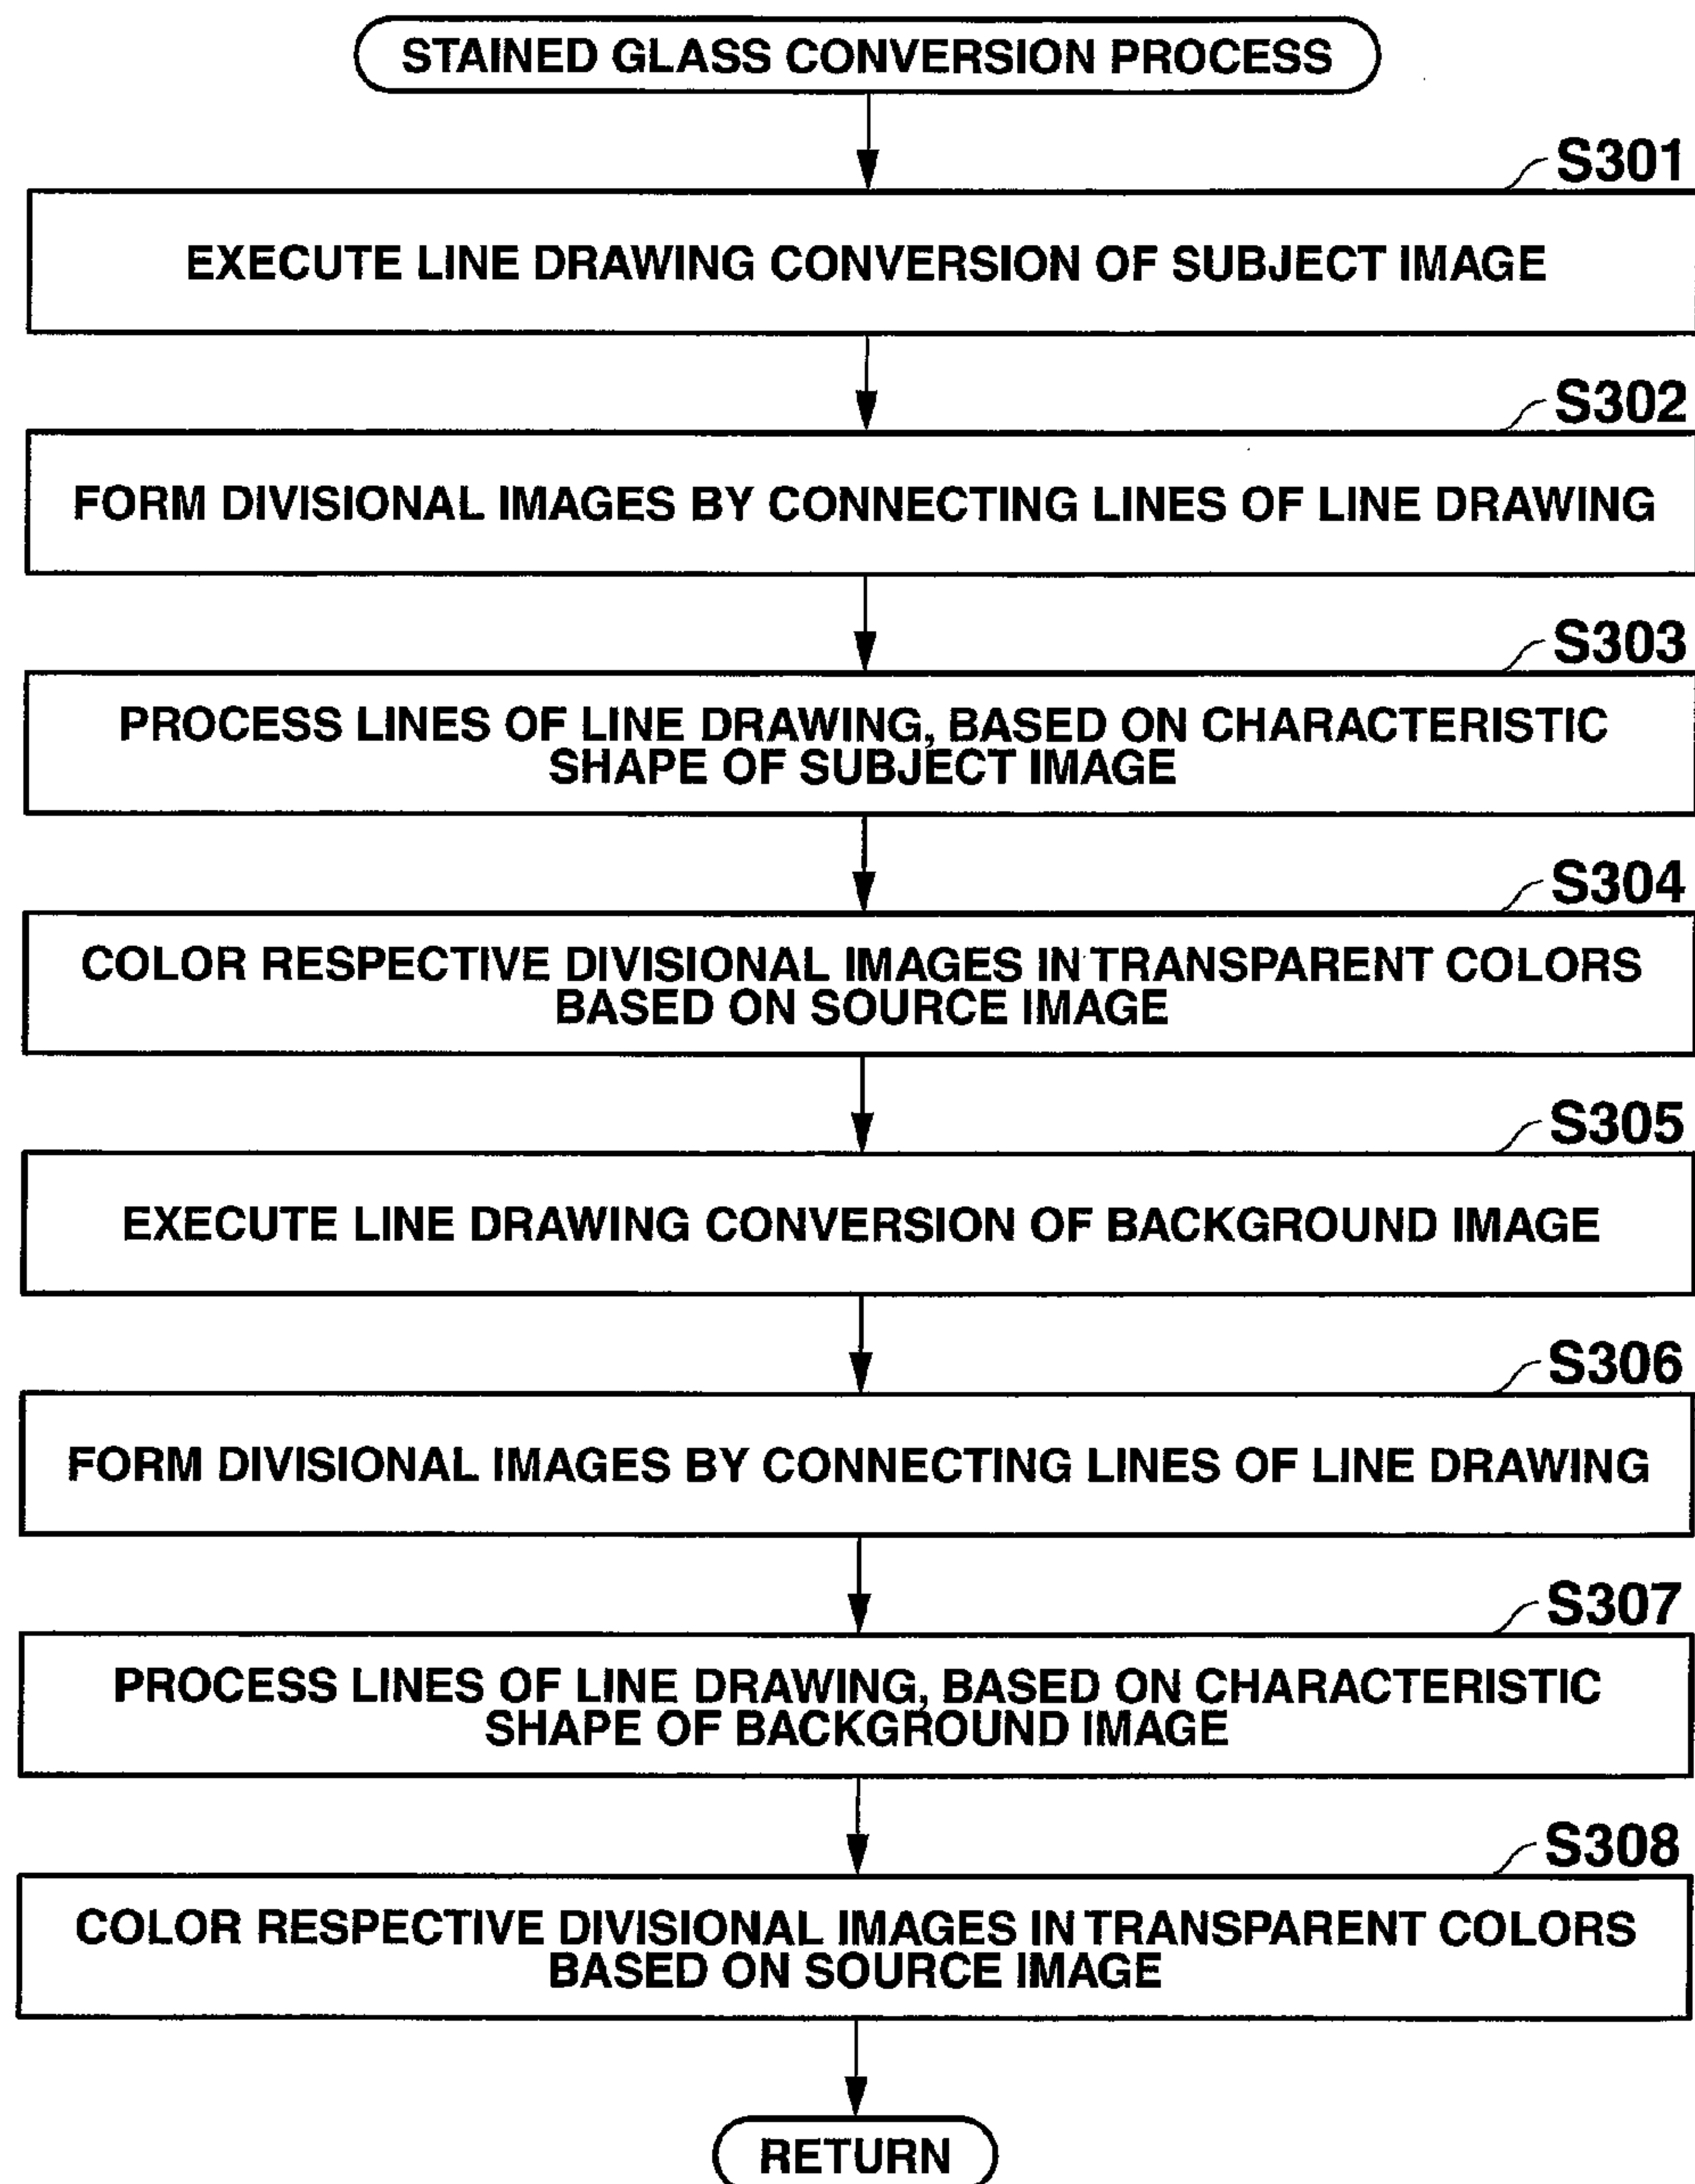 STAINED GLASS CONVERSION PROCESS
S301
EXECUTE LINE DRAWING CONVERSION OF SUBJECT IMAGE
S302
FORM DIVISIONAL IMAGES BY CONNECTING LINES OF LINE DRAWING
S303
PROCESS LINES OF LINE DRAWING, BASED ON CHARACTERISTIC
SHAPE OF SUBJECT IMAGE
S304
COLOR RESPECTIVE DIVISIONAL IMAGES IN TRANSPARENT COLORS
BASED ON SOURCE IMAGE
S305
EXECUTE LINE DRAWING CONVERSION OF BACKGROUND IMAGE
S306
FORM DIVISIONAL IMAGES BY CONNECTING LINES OF LINE DRAWING
S307
PROCESS LINES OF LINE DRAWING, BASED ON CHARACTERISTIC
SHAPE OF BACKGROUND IMAGE
S308
COLOR RESPECTIVE DIVISIONAL IMAGES IN TRANSPARENT COLORS
BASED ON SOURCE IMAGE
RETURN